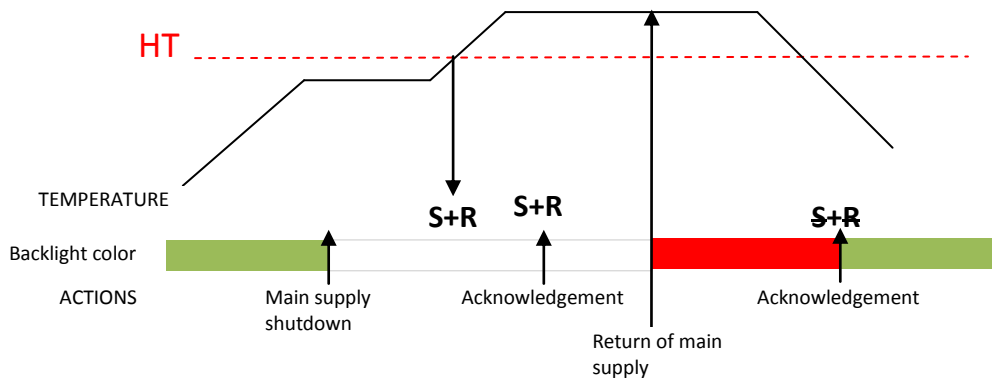 HT
TEMPERATURE
S+R
S+R
S+R
Backlight color
ACTIONS
Main supply
shutdown
Acknowledgement
Acknowledgement
Return of main
supply